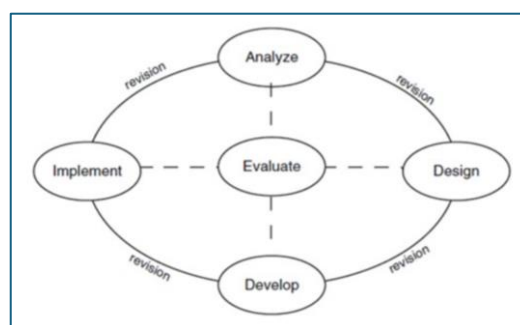 Analyze
revision
revision
Implement
Evaluate
Design
revision
revision
Develop